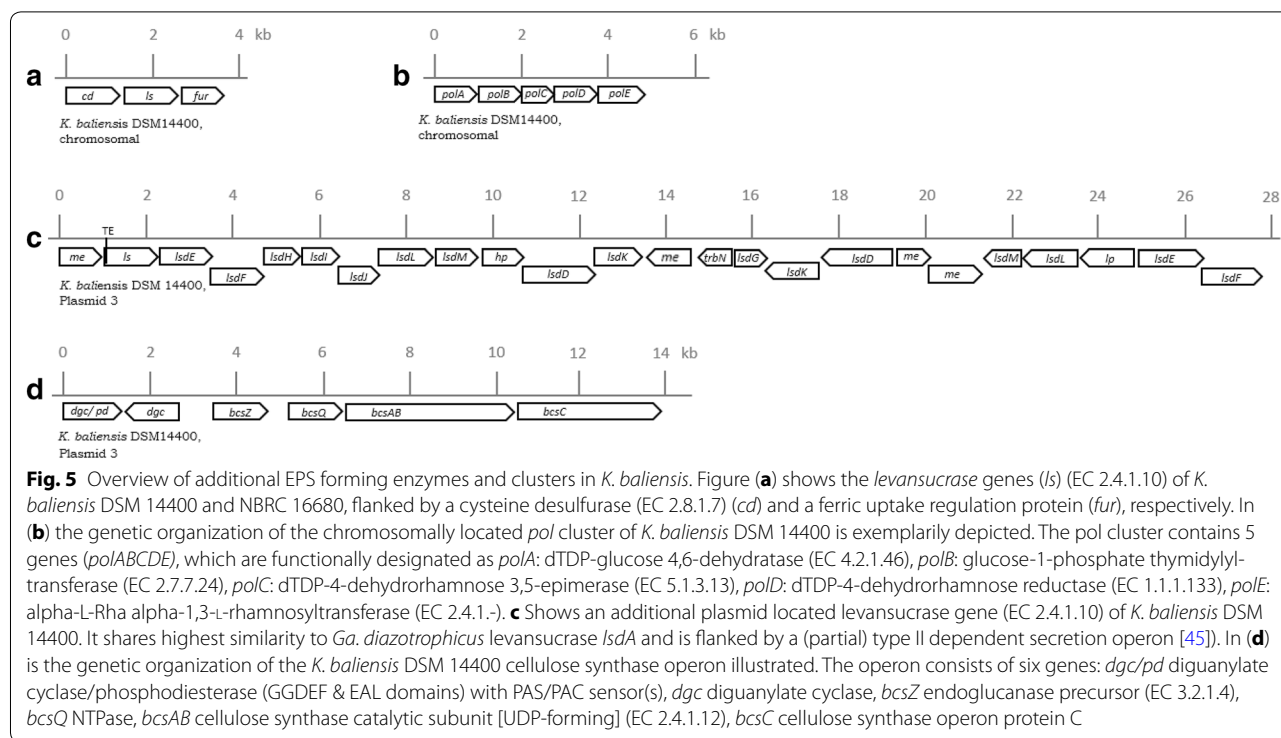 0 2 4 kb
0 2 4 6 kb
a
cd ls fur
b
polA polB polC polD polE
K. baliensis DSM14400,
chromosomal
K. baliensis DSM14400,
chromosomal
0 2 4 6 8 10 12 14 16 18 20 22 24 26 28
TE
c
me ls lsdE lsdH lsdI lsdL lsdM hp lsdK me trbN lsdG lsdD me lsdM lsdL lp lsdE
lsdF lsdJ lsdD lsdK me lsdF
K. baliensis DSM 14400,
Plasmid 3
0 2 4 6 8 10 12 14 kb
d
dgc/pd dgc bcsZ bcsQ bcsAB bcsC
K. baliensis DSM14400,
Plasmid 3
Fig. 5 Overview of additional EPS forming enzymes and clusters in K. baliensis. Figure (a) shows the levansucrase genes (ls) (EC 2.4.1.10) of K.
baliensis DSM 14400 and NBRC 16680, flanked by a cysteine desulfurase (EC 2.8.1.7) (cd) and a ferric uptake regulation protein (fur), respectively. In
(b) the genetic organization of the chromosomally located pol cluster of K. baliensis DSM 14400 is exemplarily depicted. The pol cluster contains 5
genes (polABCDE), which are functionally designated as polA: dTDP-glucose 4,6-dehydratase (EC 4.2.1.46), polB: glucose-1-phosphate thymidylyl-
transferase (EC 2.7.7.24), polC: dTDP-4-dehydrorhamnose 3,5-epimerase (EC 5.1.3.13), polD: dTDP-4-dehydrorhamnose reductase (EC 1.1.1.133), polE:
alpha-L-Rha alpha-1,3-L-rhamnosyltransferase (EC 2.4.1.-). c Shows an additional plasmid located levansucrase gene (EC 2.4.1.10) of K. baliensis DSM
14400. It shares highest similarity to Ga. diazotrophicus levansucrase lsdA and is flanked by a (partial) type II dependent secretion operon [45]). In (d)
is the genetic organization of the K. baliensis DSM 14400 cellulose synthase operon illustrated. The operon consists of six genes: dgc/pd diguanylate
cyclase/phosphodiesterase (GGDEF & EAL domains) with PAS/PAC sensor(s), dgc diguanylate cyclase, bcsZ endoglucanase precursor (EC 3.2.1.4),
bcsQ NTPase, bcsAB cellulose synthase catalytic subunit [UDP-forming] (EC 2.4.1.12), bcsC cellulose synthase operon protein C